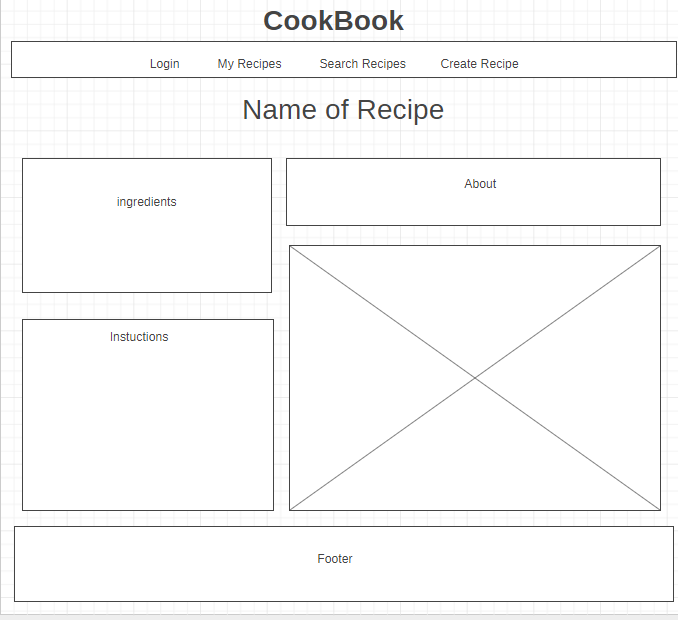 CookBook
Login My Recipes Search Recipes Create Recipe
Name of Recipe
ingredients
About
Instuctions
Footer